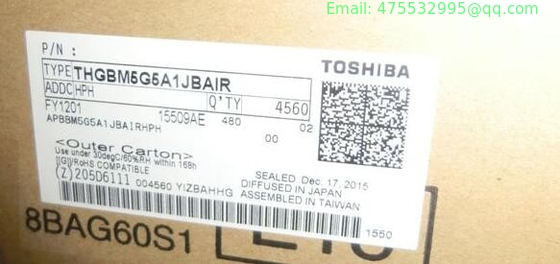 Email: 475532995@qq.com
P/N :
TOSHIBA
TYPE THGBM5G5A1JBAIR
ADDC HPH Q'TY 4560
FY1201 15509AE 480 02
APBBM5G5A1JBAIRHPH 00
<Outer Carton>
Use under 30degC/60%RH within 168h
SEALED Dec. 17, 2015
RoHS COMPATIBLE
DIFFUSED IN JAPAN
(Z)205D6111 004560 YIZBAHHG
ASSEMBLED IN TAIWAN
1550
8BAG60S1